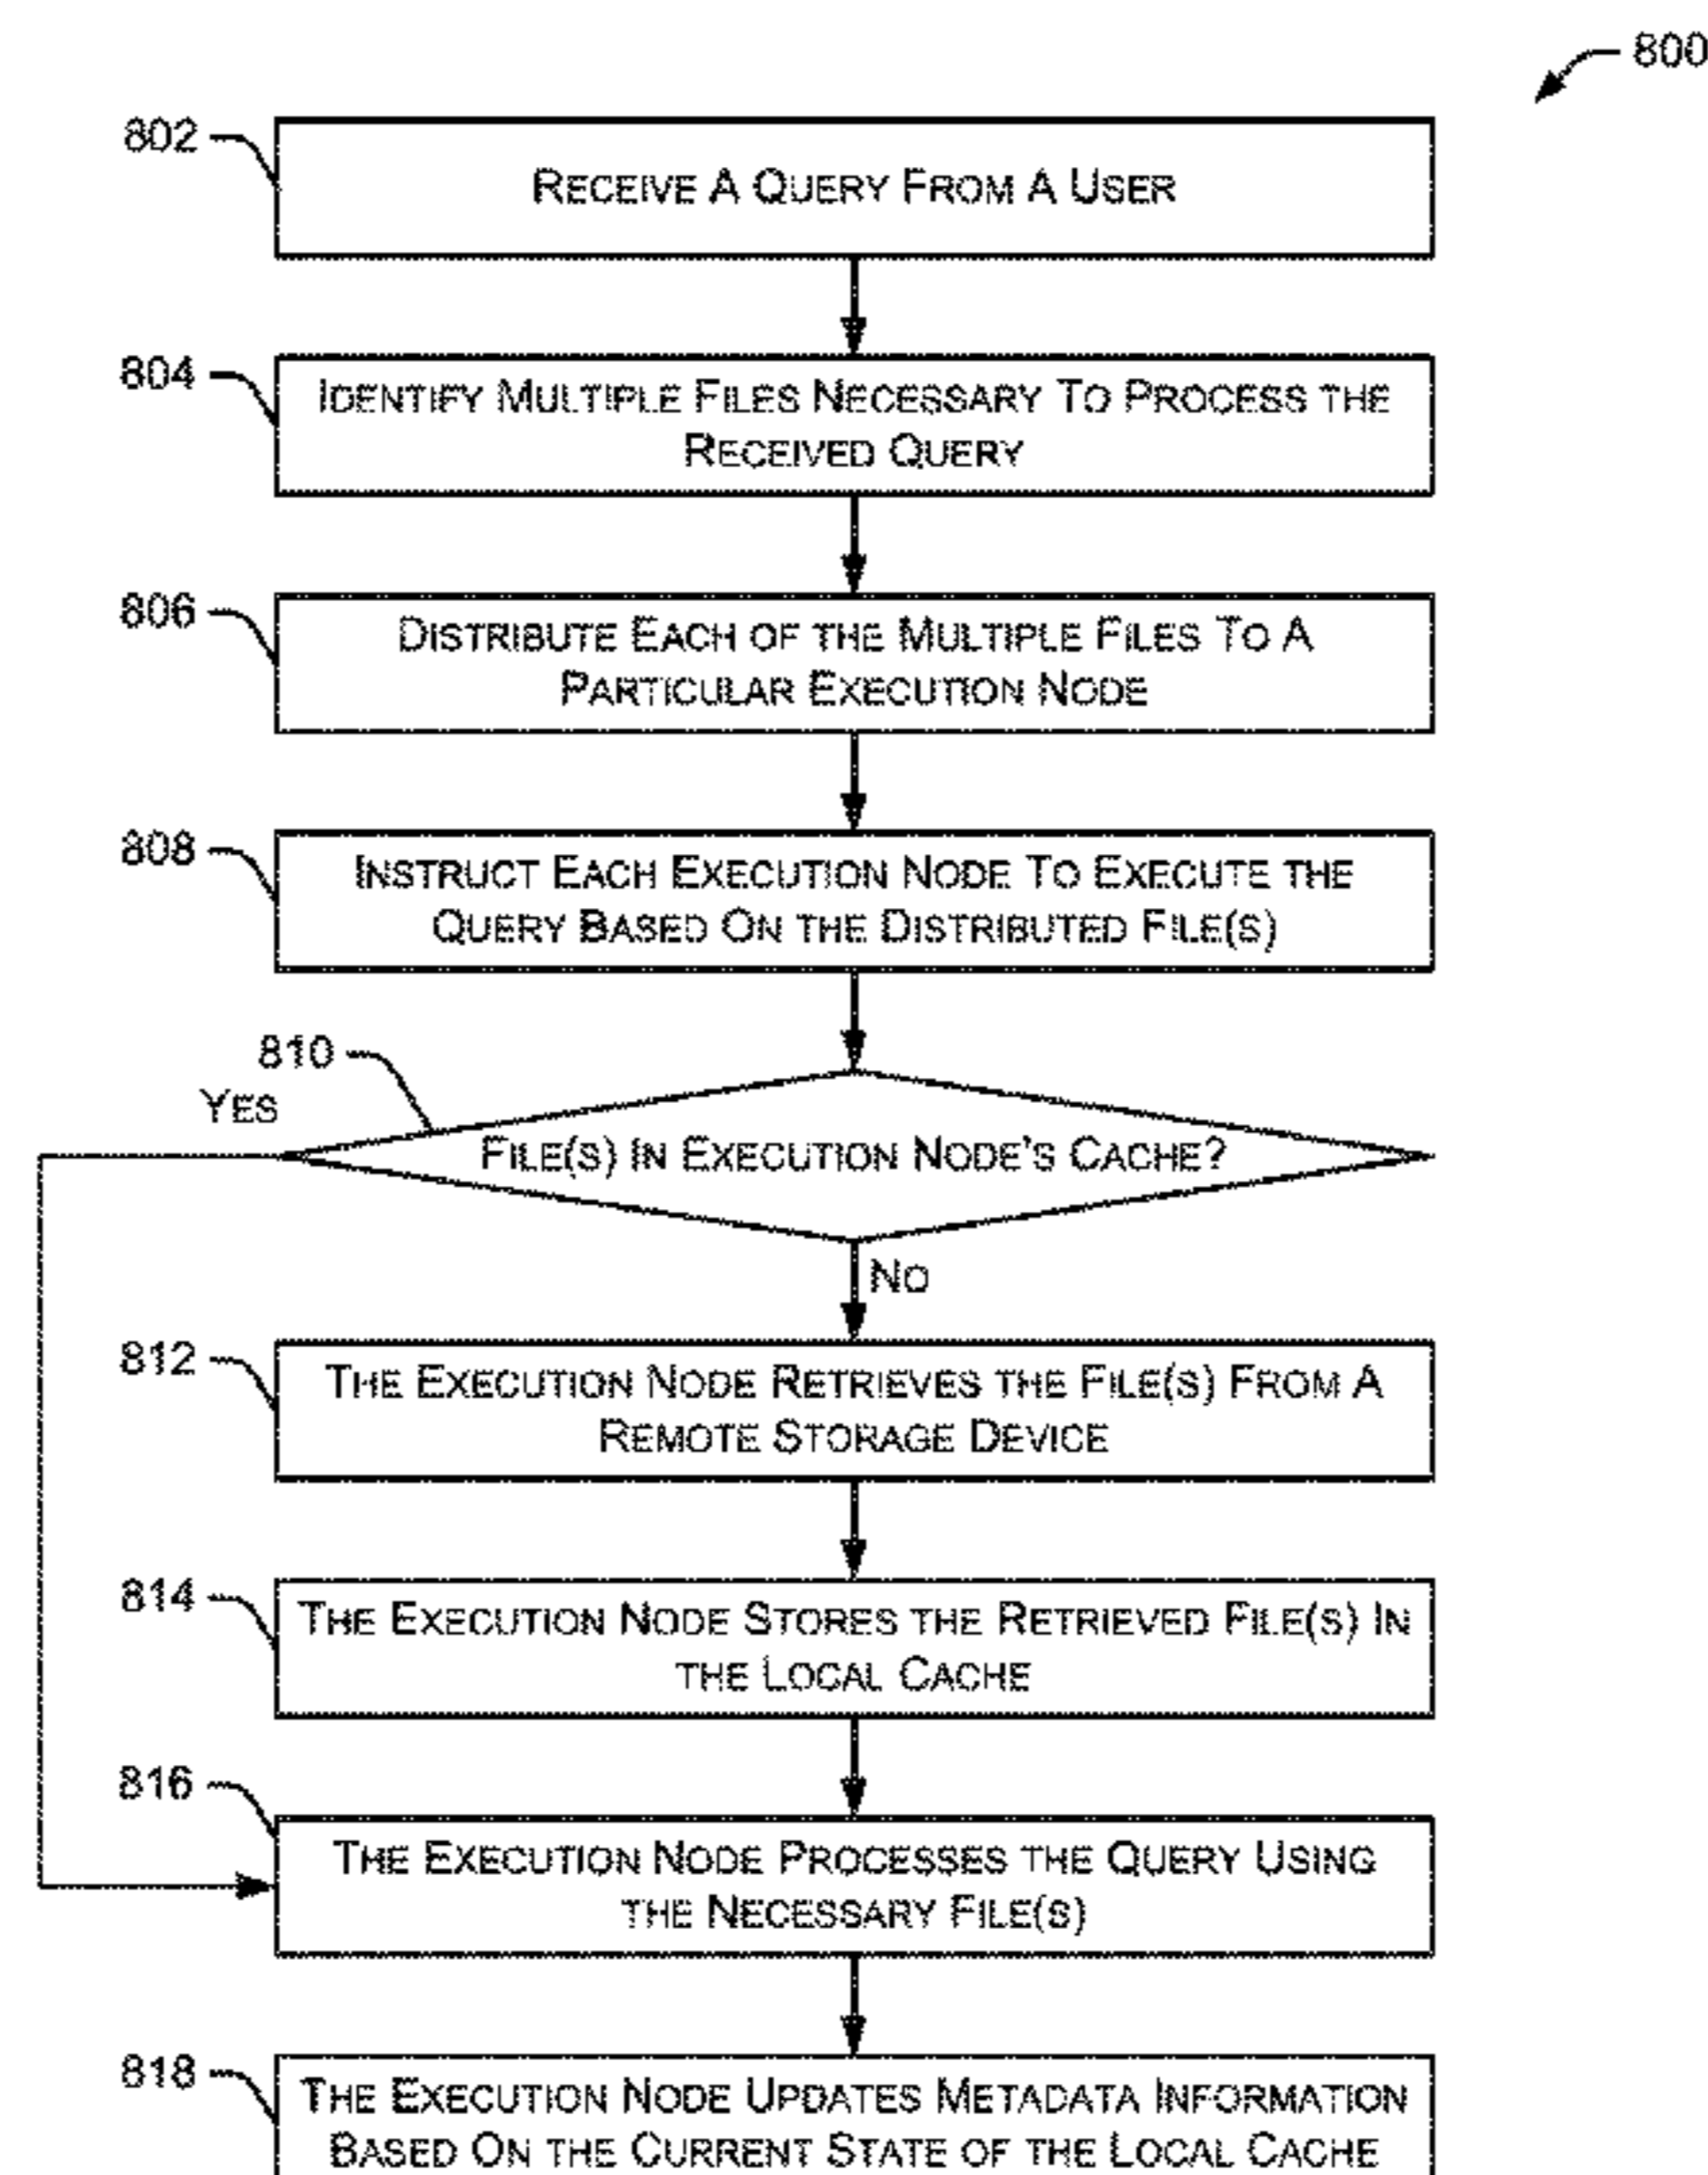 800
802
RECEIVE A QUERY FROM A USER
804
IDENTIFY MULTIPLE FILES NECESSARY TO PROCESS THE
RECEIVED QUERY
806
DISTRIBUTE EACH OF THE MULTIPLE FILES TO A
PARTICULAR EXECUTION NODE
808
INSTRUCT EACH EXECUTION NODE TO EXECUTE THE
QUERY BASED ON THE DISTRIBUTED FILE(S)
810
YES
FILE(S) IN EXECUTION NODE'S CACHE?
NO
812
THE EXECUTION NODE RETRIEVES THE FILE(S) FROM A
REMOTE STORAGE DEVICE
814
THE EXECUTION NODE STORES THE RETRIEVED FILE(S) IN
THE LOCAL CACHE
816
THE EXECUTION NODE PROCESSES THE QUERY USING
THE NECESSARY FILE(S)
818
THE EXECUTION NODE UPDATES METADATA INFORMATION
BASED ON THE CURRENT STATE OF THE LOCAL CACHE